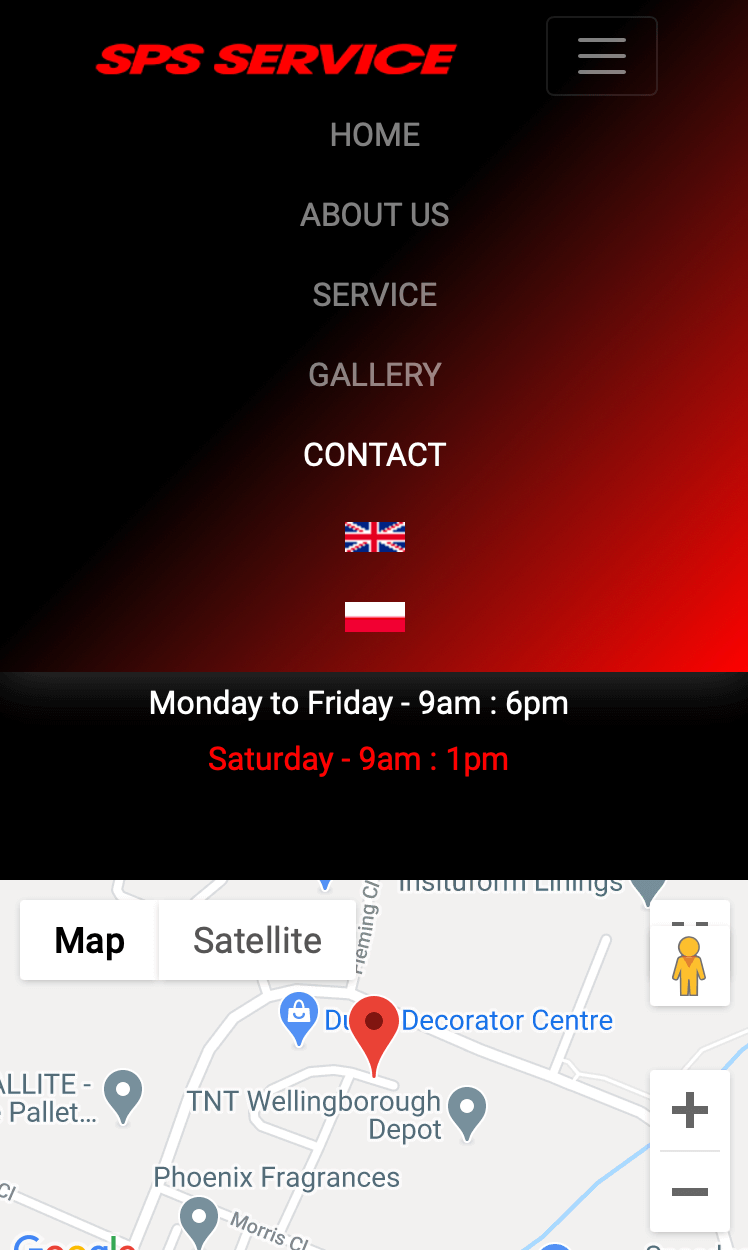 SPS SERVICE
HOME
ABOUT US
SERVICE
GALLERY
CONTACT
Monday to Friday - 9am : 6pm
Saturday - 9am : 1pm
Insituform Linings
Map
Satellite
Fleming Cl
Du Decorator Centre
ALLITE -
Pallet...
TNT Wellingborough
Depot
Phoenix Fragrances
Morris Cl
Google